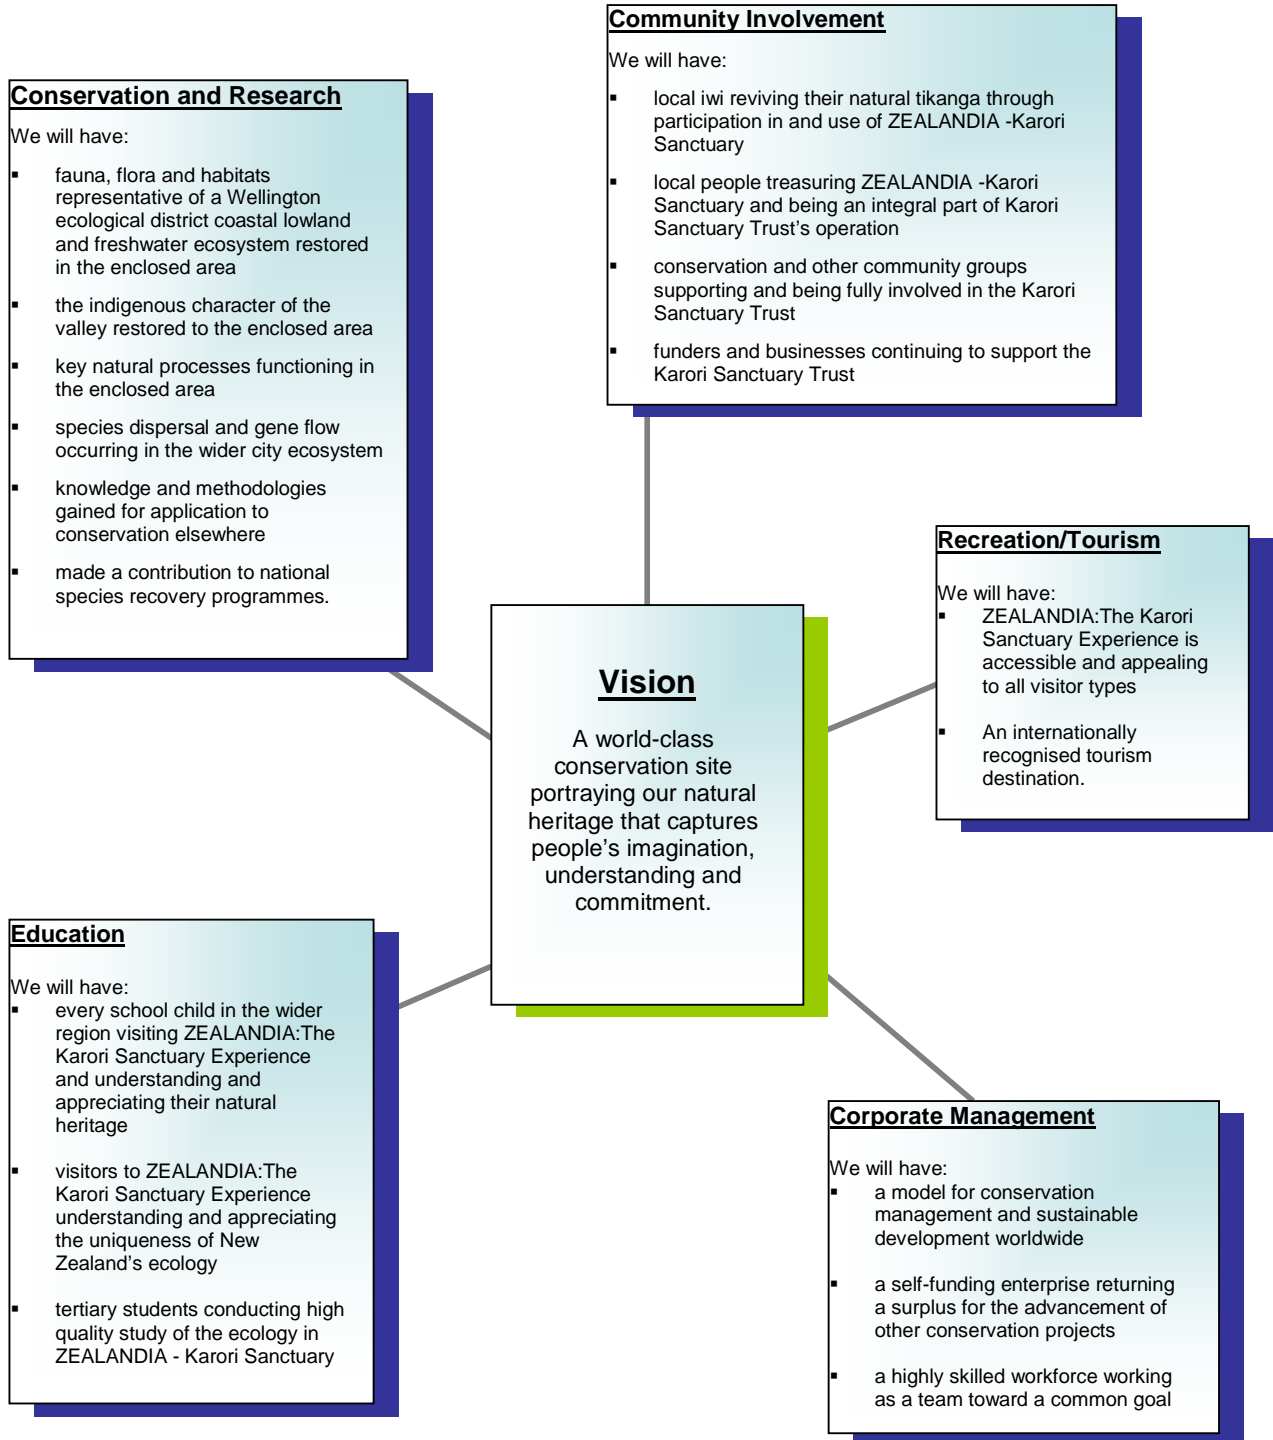 Community Involvement
We will have:
▪ local iwi reviving their natural tikanga through
participation in and use of ZEALANDIA -Karori
Sanctuary
▪ local people treasuring ZEALANDIA -Karori
Sanctuary and being an integral part of Karori
Sanctuary Trust's operation
▪ conservation and other community groups
supporting and being fully involved in the Karori
Sanctuary Trust
▪ funders and businesses continuing to support the
Karori Sanctuary Trust
Conservation and Research
We will have:
▪ fauna, flora and habitats
representative of a Wellington
ecological district coastal lowland
and freshwater ecosystem restored
in the enclosed area
▪ the indigenous character of the
valley restored to the enclosed area
▪ key natural processes functioning in
the enclosed area
▪ species dispersal and gene flow
occurring in the wider city ecosystem
▪ knowledge and methodologies
gained for application to
conservation elsewhere
▪ made a contribution to national
species recovery programmes.
Recreation/Tourism
We will have:
▪ ZEALANDIA:The Karori
Sanctuary Experience is
accessible and appealing
to all visitor types
▪ An internationally
recognised tourism
destination.
Vision
A world-class
conservation site
portraying our natural
heritage that captures
people's imagination,
understanding and
commitment.
Education
We will have:
▪ every school child in the wider
region visiting ZEALANDIA:The
Karori Sanctuary Experience
and understanding and
appreciating their natural
heritage
▪ visitors to ZEALANDIA:The
Karori Sanctuary Experience
understanding and appreciating
the uniqueness of New
Zealand's ecology
▪ tertiary students conducting high
quality study of the ecology in
ZEALANDIA - Karori Sanctuary
Corporate Management
We will have:
▪ a model for conservation
management and sustainable
development worldwide
▪ a self-funding enterprise returning
a surplus for the advancement of
other conservation projects
▪ a highly skilled workforce working
as a team toward a common goal